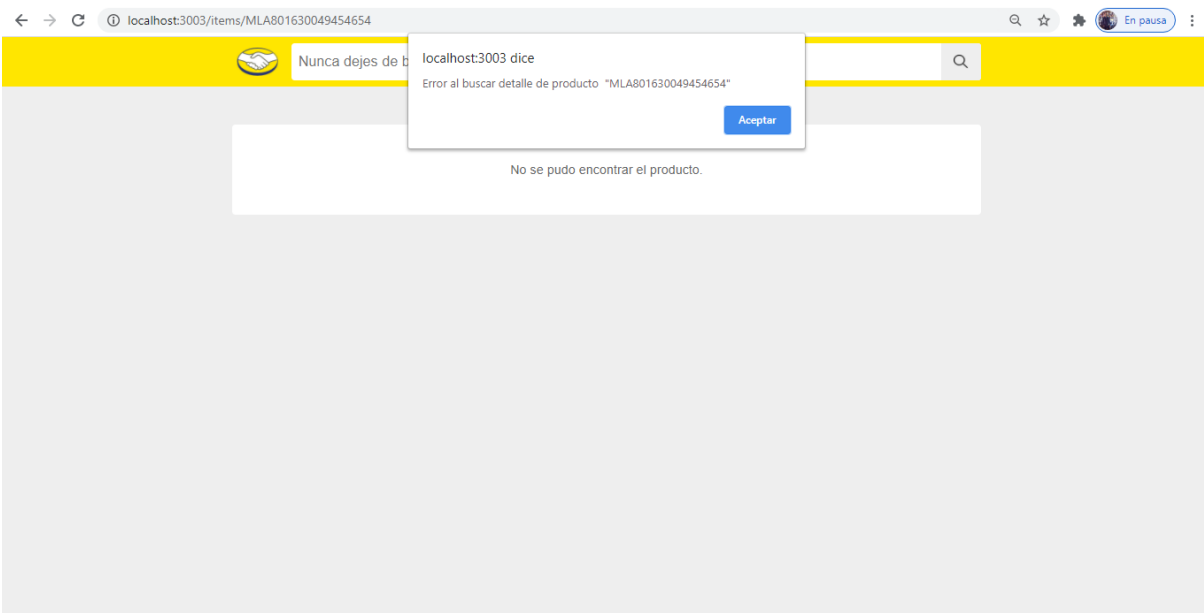 localhost:3003/items/MLA801630049454654
En pausa
Nunca dejes de b
localhost:3003 dice
Error al buscar detalle de producto "MLA801630049454654"
Aceptar
No se pudo encontrar el producto.